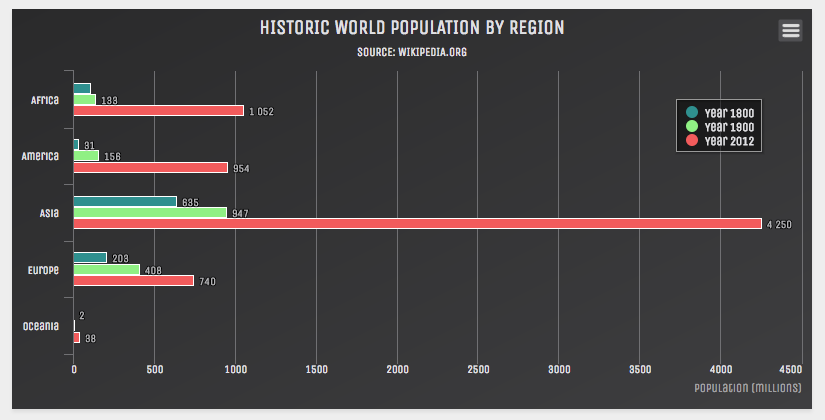 HISTORIC WORLD POPULATION BY REGION
SOURCE: WIKIPEDIA.ORG
Africa
133
1 052
Year 1800
Year 1900
Year 2012
America
31
156
954
Asia
635
947
4 250
Europe
203
408
740
Oceania
2
38
0 500 1000 1500 2000 2500 3000 3500 4000 4500
Population (millions)